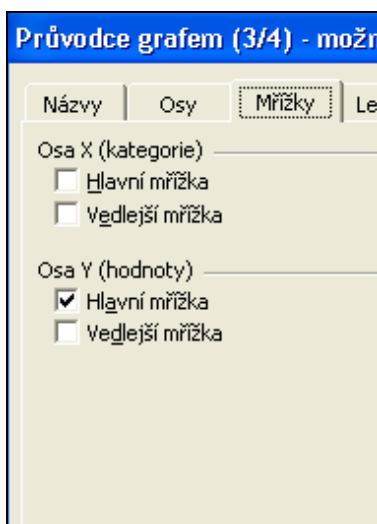 Průvodce grafem (3/4) - možn
Názvy Osy Mřížky Le
Osa X (kategorie)
Hlavní mřížka
Vedlejší mřížka
Osa Y (hodnoty)
Hlavní mřížka
Vedlejší mřížka